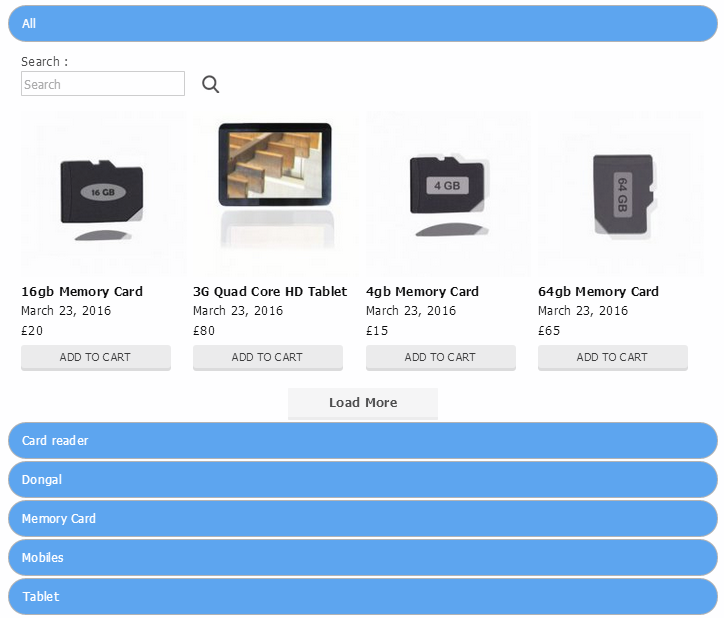 All
Search :
Search
16 GB
4 GB
64 GB
16gb Memory Card
3G Quad Core HD Tablet
4gb Memory Card
64gb Memory Card
March 23, 2016
March 23, 2016
March 23, 2016
March 23, 2016
£20
£80
£15
£65
ADD TO CART
ADD TO CART
ADD TO CART
ADD TO CART
Load More
Card reader
Dongal
Memory Card
Mobiles
Tablet